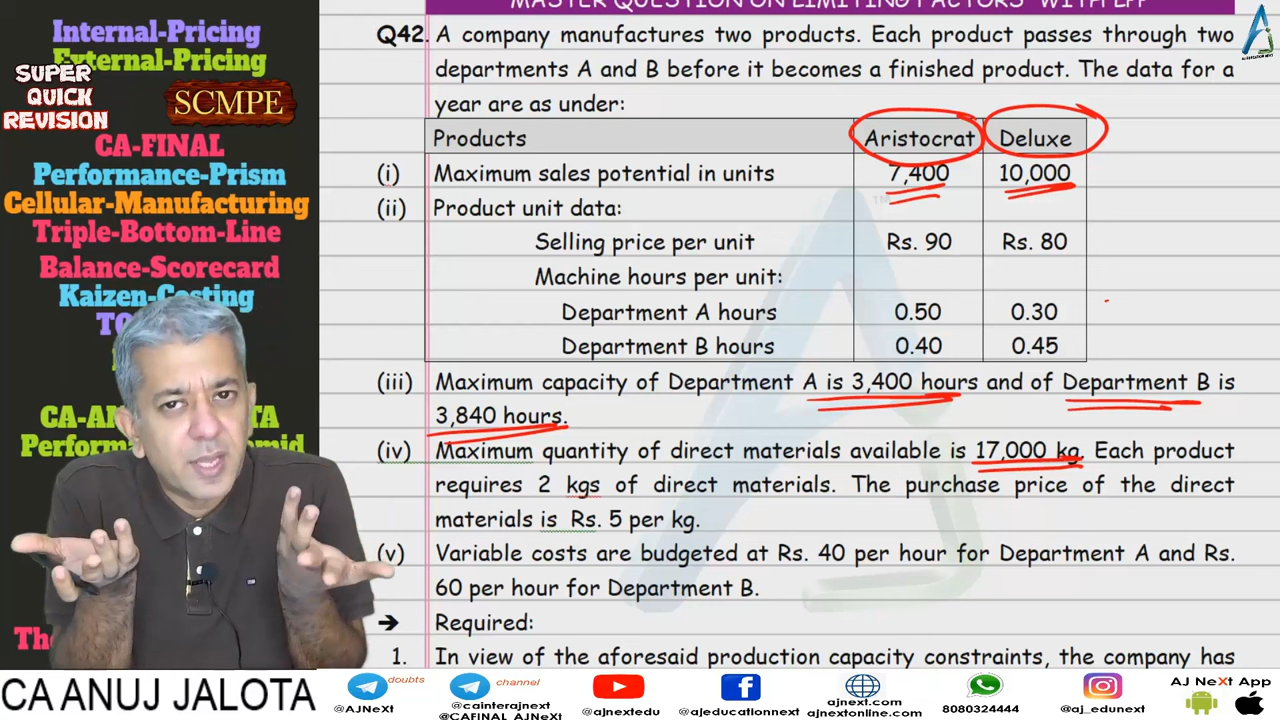 MASTER QUESTION ON LIMITING FACTORS
Internal-Pricing
External-Pricing
SUPER
QUICK
REVISION
SCMPE
CA-FINAL
Performance-Prism
Cellular-Manufacturing
Triple-Bottom-Line
Balance-Scorecard
Kaizen-Costing
Q42. A company manufactures two products. Each product passes through two
departments A and B before it becomes a finished product. The data for a
year are as under:
Products Aristocrat Deluxe
(i) Maximum sales potential in units 7,400 10,000
(ii) Product unit data:
Selling price per unit Rs. 90 Rs. 80
Machine hours per unit:
Department A hours 0.50 0.30
Department B hours 0.40 0.45
(iii) Maximum capacity of Department A is 3,400 hours and of Department B is
3,840 hours.
(iv) Maximum quantity of direct materials available is 17,000 kg. Each product
requires 2 kgs of direct materials. The purchase price of the direct
materials is Rs. 5 per kg.
(v) Variable costs are budgeted at Rs. 40 per hour for Department A and Rs.
60 per hour for Department B.
➔ Required:
1. In view of the aforesaid production capacity constraints, the company has
CA ANUJ JALOTA
doubts
@AJNeXt
channel
@cainterajnext
@CAFINAL_AJNeXt
@ajnextedu
@ajeducationnext
ajnext.com
ajnextonline.com
8080324444
@aj_edunext
AJ NeXt App
TM